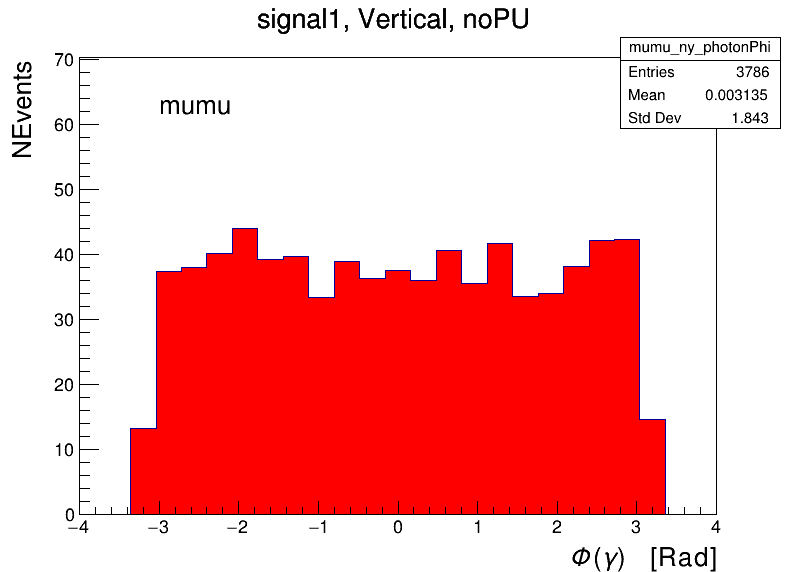 signal1, Vertical, noPU
mumu_ny_photonPhi
Entries 3786
Mean 0.003135
Std Dev 1.843
NEvents
mumu
70
60
50
40
30
20
10
0
−4 −3 −2 −1 0 1 2 3 4
Φ(γ) [Rad]